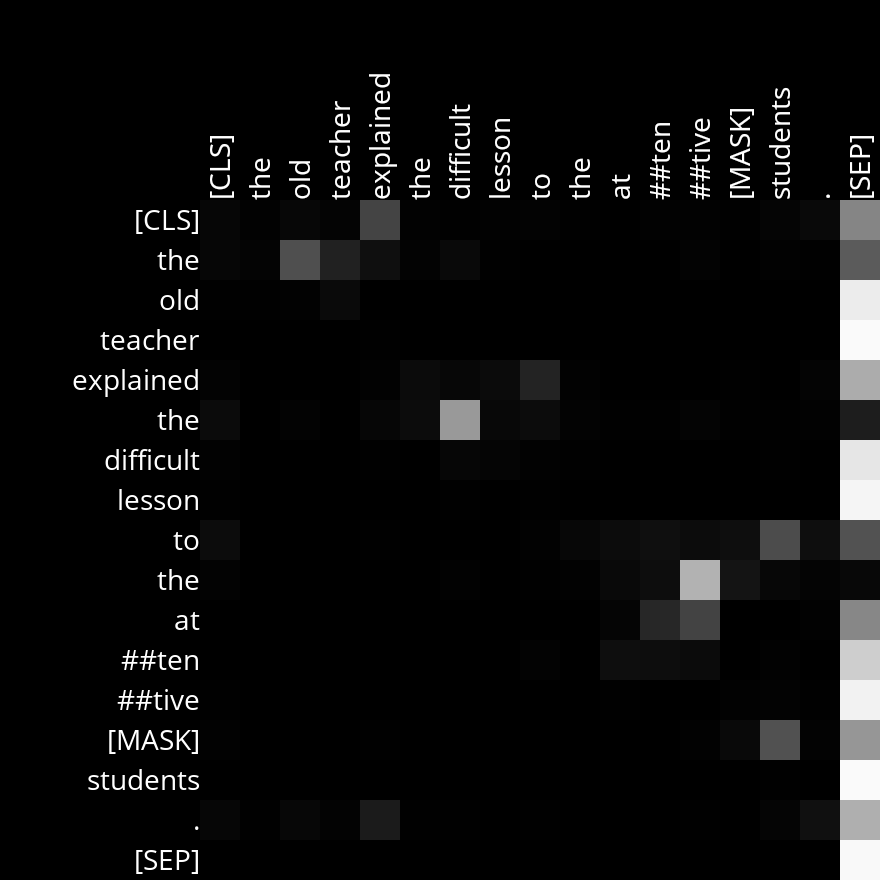 [CLS] the old teacher explained the difficult lesson to the at ##ten ##tive [MASK] students . [SEP]
[CLS]
the
old
teacher
explained
the
difficult
lesson
to
the
at
##ten
##tive
[MASK]
students
.
[SEP]